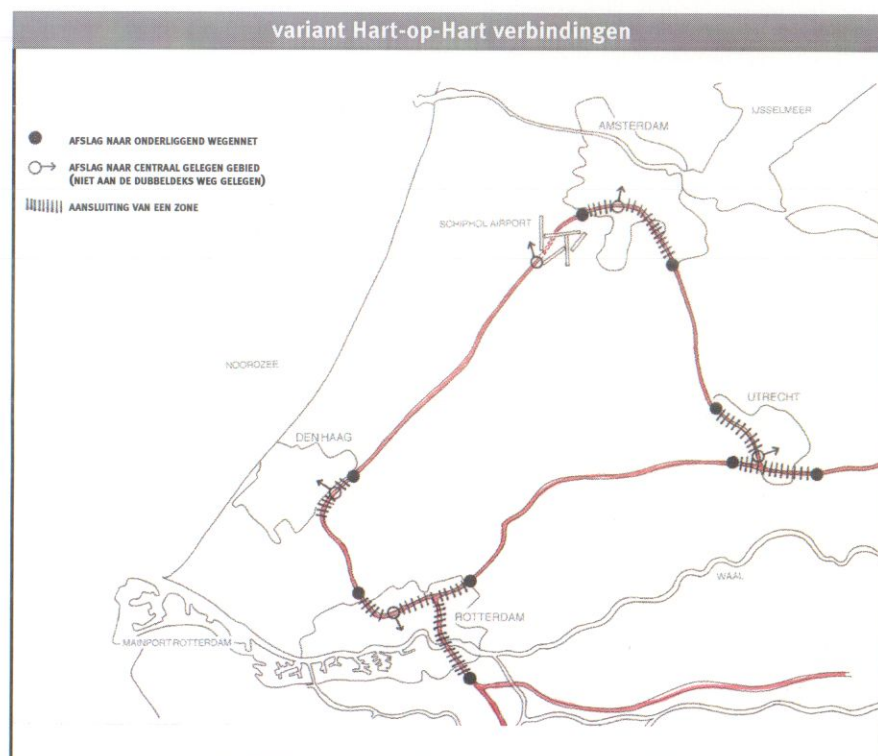 variant Hart-op-Hart verbindingen
AFSLAG NAAR ONDERLIGGEND WEGENNET
AFSLAG NAAR CENTRAAL GELEGEN GEBIED
(NIET AAN DE DUBBELDEKS WEG GELEGEN)
AANSLUITING VAN EEN ZONE
IJSSELMEER
AMSTERDAM
SCHIPHOL AIRPORT
NOORDZEE
UTRECHT
DEN HAAG
WAAL
ROTTERDAM
MAINPORT ROTTERDAM